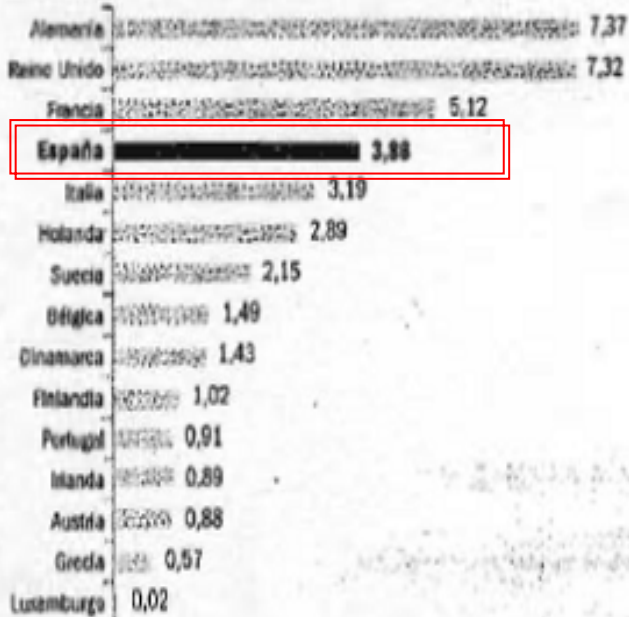 Alemania 7,37
Reino Unido 7,32
Francia 5,12
España 3,88
Italia 3,19
Holanda 2,89
Suecia 2,15
Bélgica 1,49
Dinamarca 1,43
Finlandia 1,02
Portugal 0,91
Irlanda 0,89
Austria 0,88
Grecia 0,57
Luxemburgo 0,02